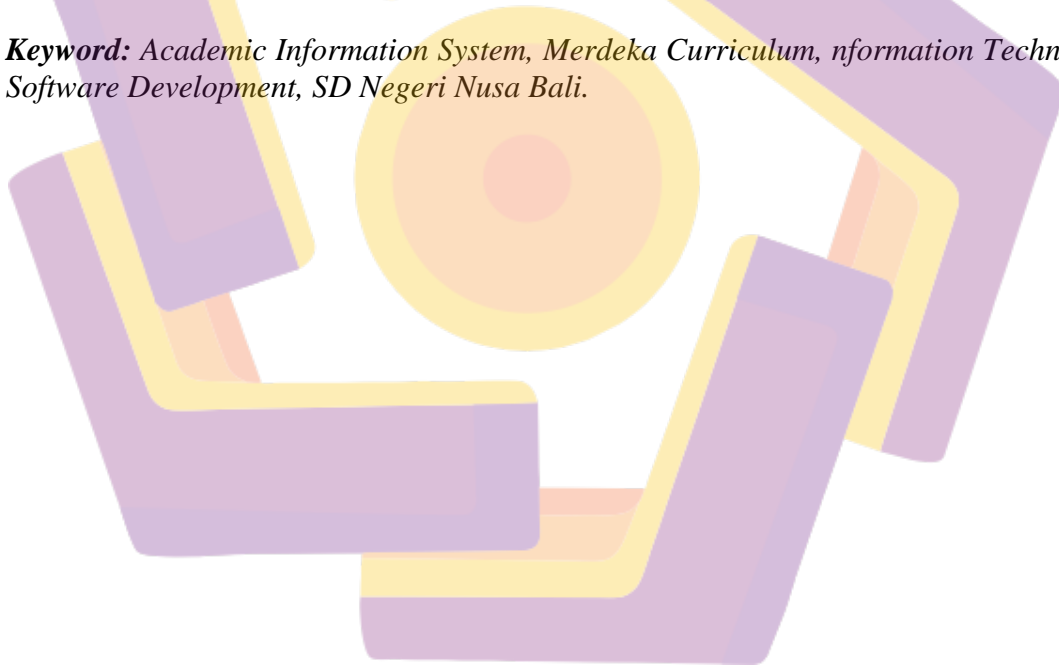 Keyword: Academic Information System, Merdeka Curriculum, nformation Techn
Software Development, SD Negeri Nusa Bali.